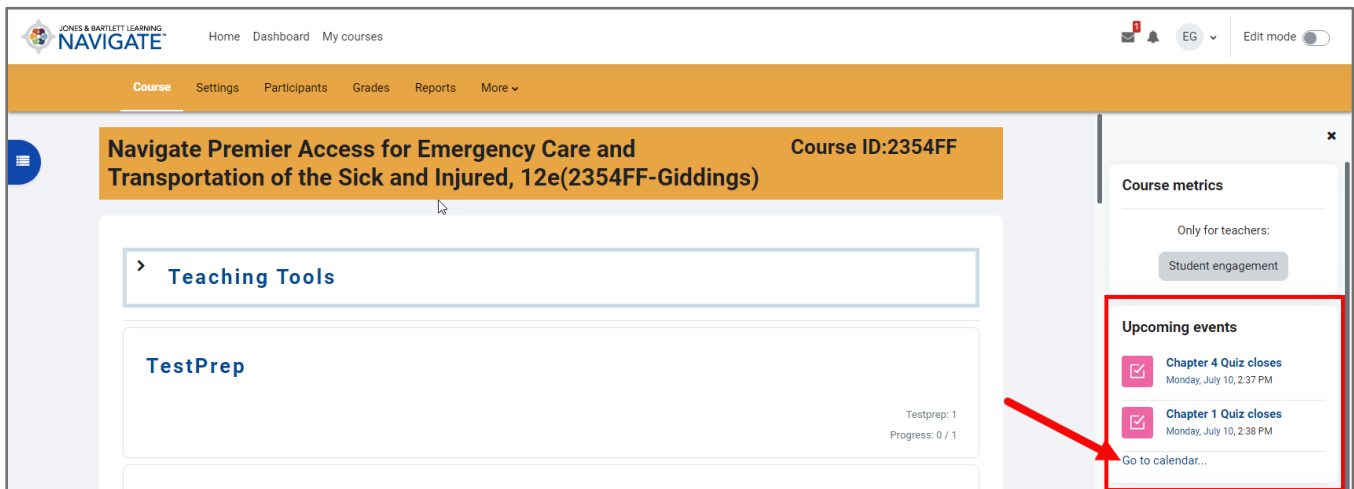 JONES & BARTLETT LEARNING
NAVIGATE™
Home Dashboard My courses
1
EG
Edit mode
Course Settings Participants Grades Reports More
Navigate Premier Access for Emergency Care and
Transportation of the Sick and Injured, 12e(2354FF-Giddings)
Course ID:2354FF
Teaching Tools
TestPrep
Testprep: 1
Progress: 0 / 1
Course metrics
Only for teachers:
Student engagement
Upcoming events
Chapter 4 Quiz closes
Monday, July 10, 2:37 PM
Chapter 1 Quiz closes
Monday, July 10, 2:38 PM
Go to calendar...